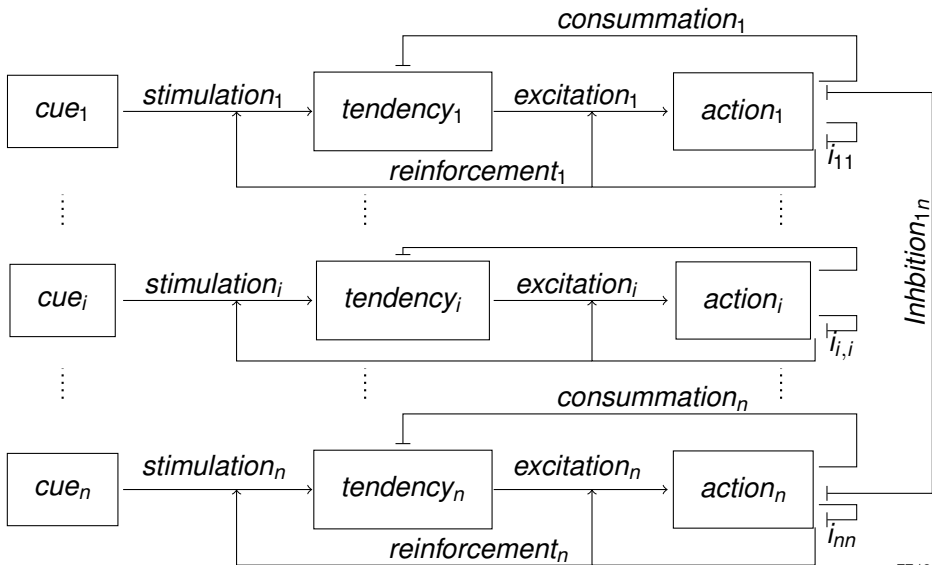 consummation₁
cue₁ stimulation₁ tendency₁ excitation₁ action₁
reinforcement₁ i₁₁
Inhbition₁ₙ
cueᵢ stimulationᵢ tendencyᵢ excitationᵢ actionᵢ
iᵢ,ᵢ
consummationₙ
cueₙ stimulationₙ tendencyₙ excitationₙ actionₙ
reinforcementₙ iₙₙ